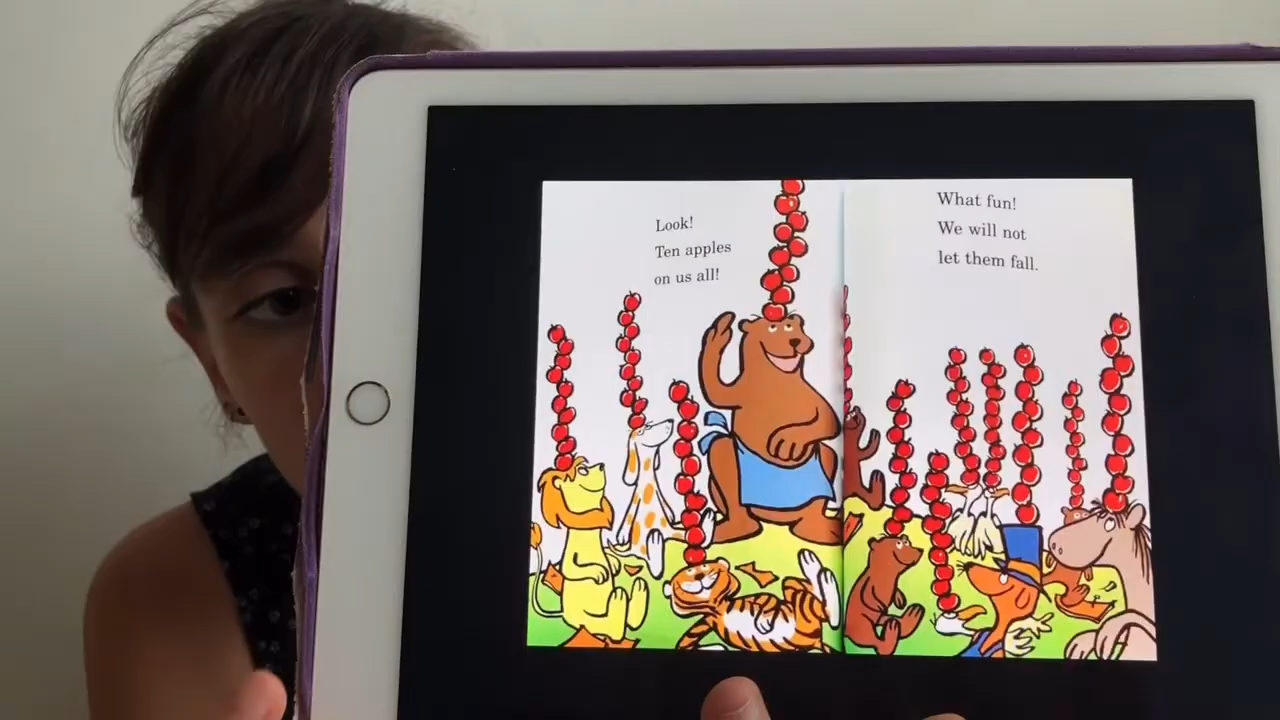 Look!
Ten apples
on us all!
What fun!
We will not
let them fall.